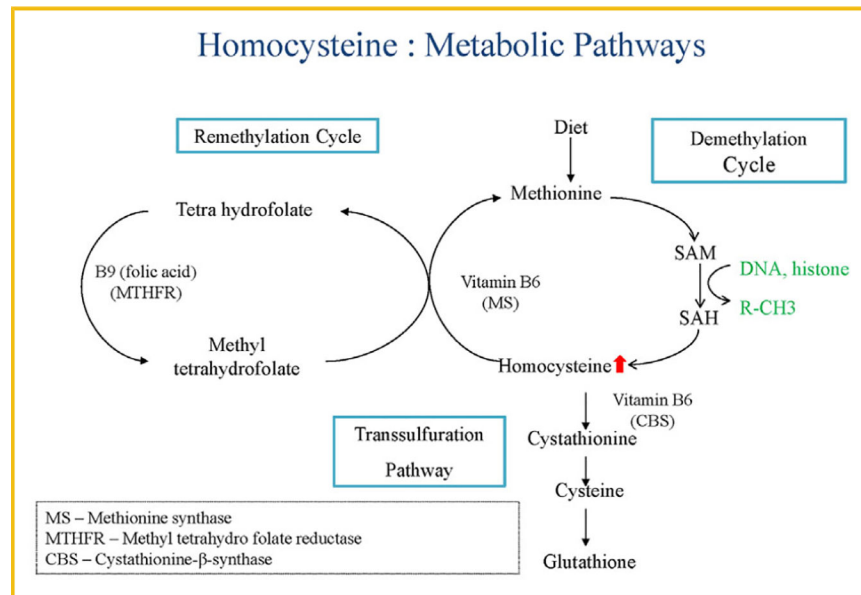 Homocysteine : Metabolic Pathways
Remethylation Cycle
Diet
Demethylation
Cycle
Methionine
Tetra hydrofolate
SAM
B9 (folic acid)
(MTHFR)
Vitamin B6
(MS)
DNA, histone
R-CH3
SAH
Methyl
tetrahydrofolate
Homocysteine
Vitamin B6
(CBS)
Transsulfuration
Pathway
Cystathionine
Cysteine
Glutathione
MS – Methionine synthase
MTHFR – Methyl tetrahydro folate reductase
CBS – Cystathionine-β-synthase